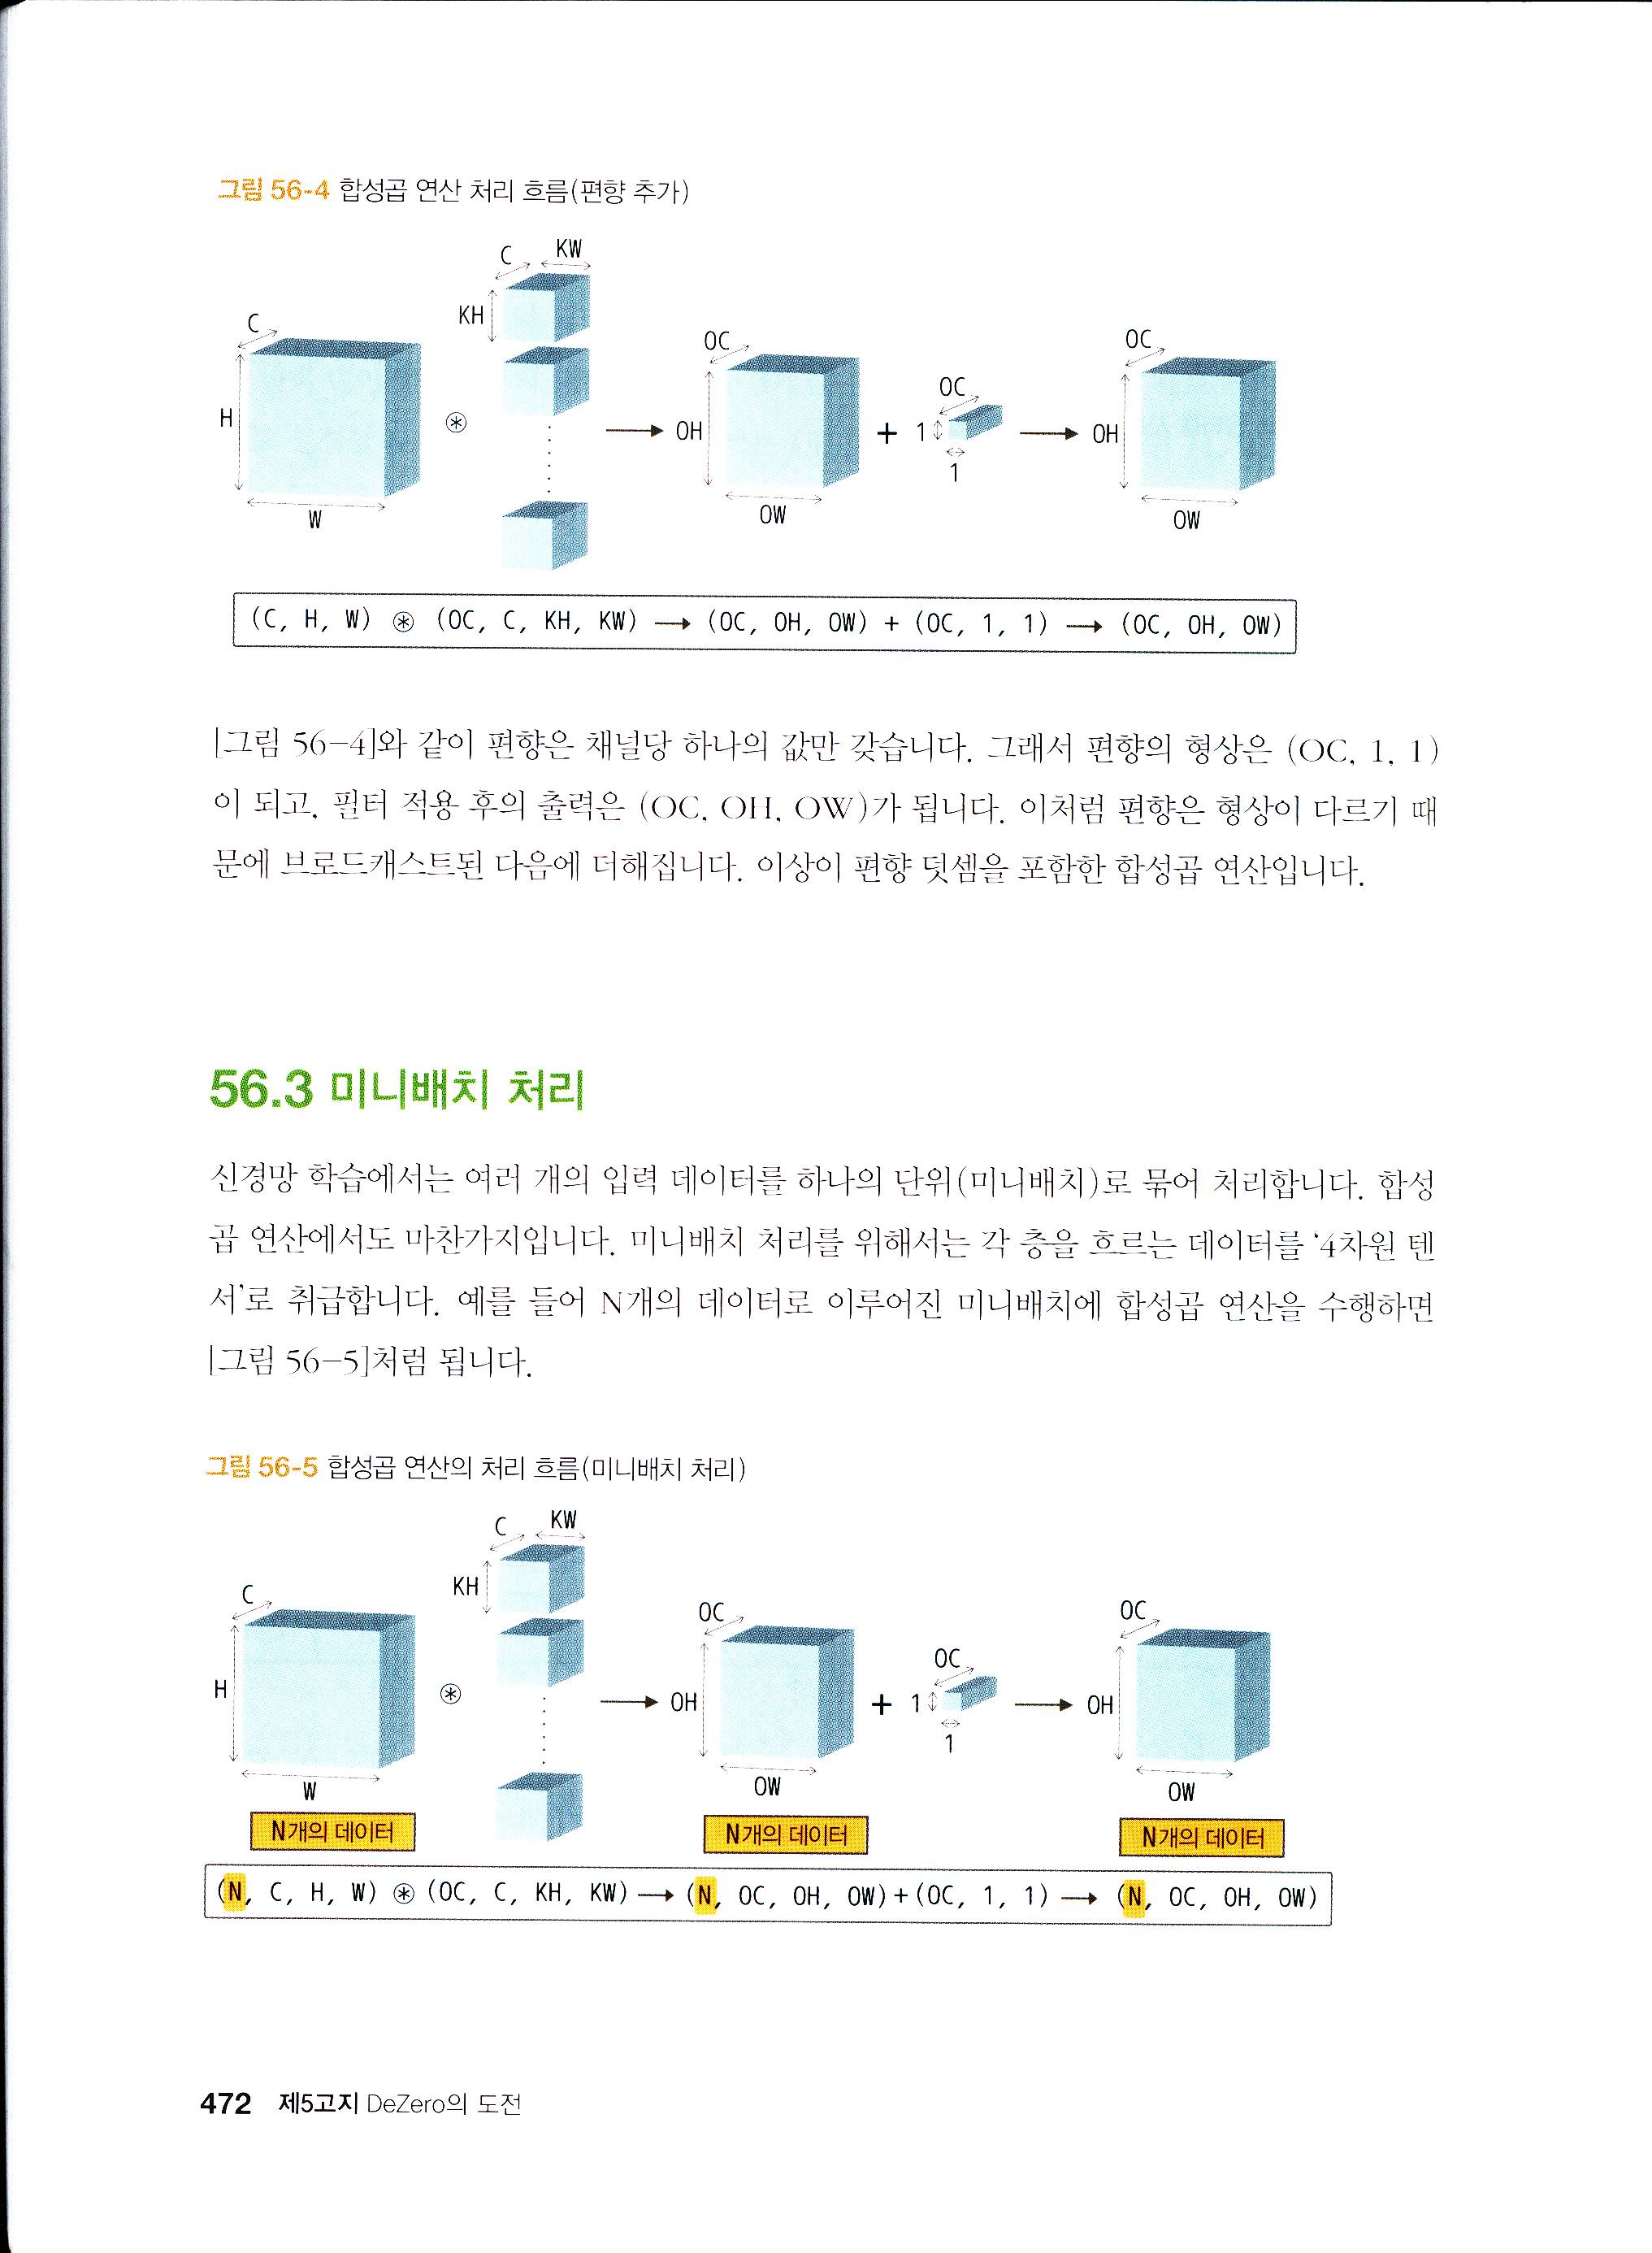 그림 56-4 합성곱 연산 처리 흐름(편향 추가)
C KW
KH
C
H
W
⊛
OC
OH
OW
+
OC
1
1
OC
OH
OW
(C, H, W) ⊛ (OC, C, KH, KW) → (OC, OH, OW) + (OC, 1, 1) → (OC, OH, OW)
[그림 56-4]와 같이 편향은 채널당 하나의 값만 갖습니다. 그래서 편향의 형상은 (OC, 1, 1)
이 되고, 필터 적용 후의 출력은 (OC, OH, OW)가 됩니다. 이처럼 편향은 형상이 다르기 때
문에 브로드캐스트된 다음에 더해집니다. 이상이 편향 덧셈을 포함한 합성곱 연산입니다.
56.3 미니배치 처리
신경망 학습에서는 여러 개의 입력 데이터를 하나의 단위(미니배치)로 묶어 처리합니다. 합성
곱 연산에서도 마찬가지입니다. 미니배치 처리를 위해서는 각 층을 흐르는 데이터를 '4차원 텐
서'로 취급합니다. 예를 들어 N개의 데이터로 이루어진 미니배치에 합성곱 연산을 수행하면
[그림 56-5]처럼 됩니다.
그림 56-5 합성곱 연산의 처리 흐름(미니배치 처리)
C KW
KH
C
H
W
⊛
OC
OH
OW
+
OC
1
1
OC
OH
OW
N개의 데이터 N개의 데이터 N개의 데이터
(N, C, H, W) ⊛ (OC, C, KH, KW) → (N, OC, OH, OW)+(OC, 1, 1) → (N, OC, OH, OW)
472 제5고지 DeZero의 도전